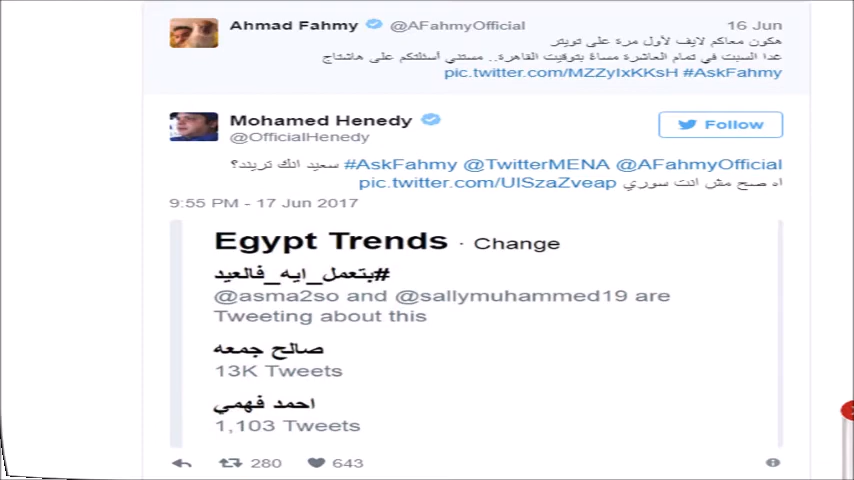 Ahmad Fahmy @AFahmyOfficial 16 Jun
هكون معاكم لايف لأول مرة على تويتر
غدا السبت في تمام العاشرة مساءً بتوقيت القاهرة.. مستني أسئلتكم على هاشتاج
#AskFahmy pic.twitter.com/MZZyIxKKsH
Mohamed Henedy
@OfficialHenedy
Follow
@AFahmyOfficial @TwitterMENA #AskFahmy سعيد انك تريند؟
اه صح مش انت سوري pic.twitter.com/UISzaZveap
9:55 PM - 17 Jun 2017
Egypt Trends · Change
#بتعمل_ايه_فالعيد
@asma2so and @sallymuhammed19 are
Tweeting about this
صالح جمعه
13K Tweets
احمد فهمي
1,103 Tweets
280 643